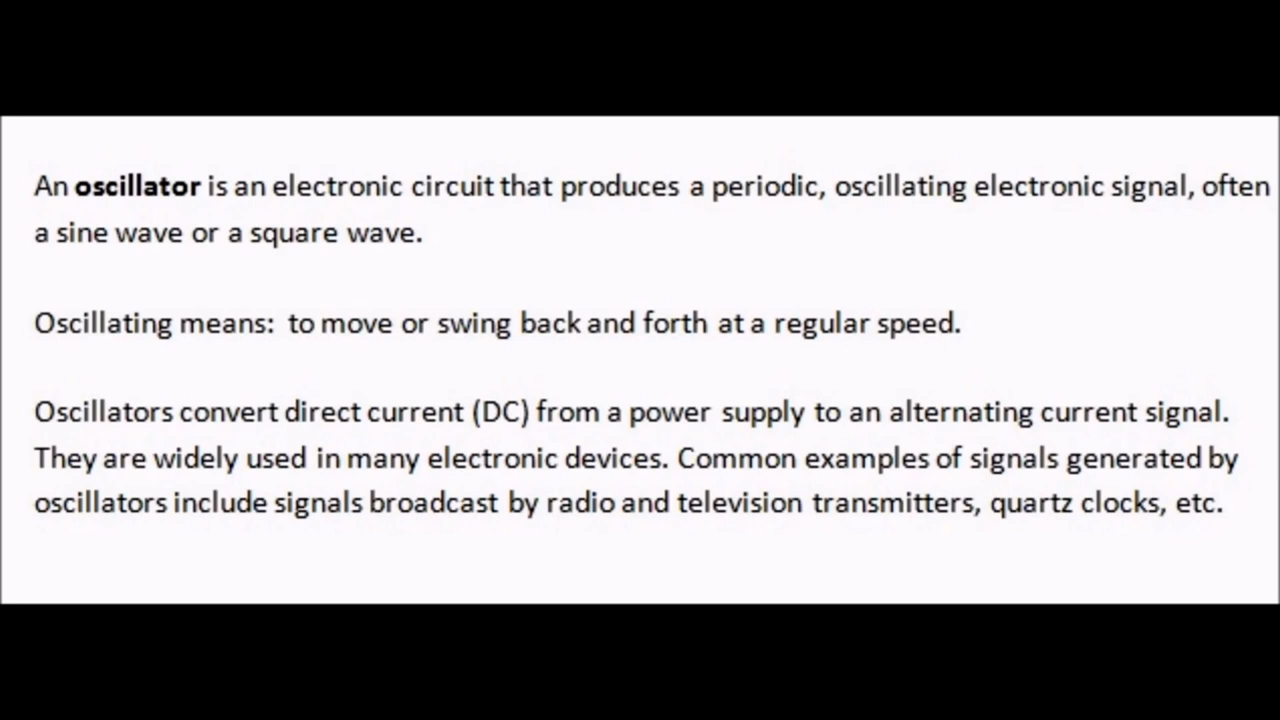 An oscillator is an electronic circuit that produces a periodic, oscillating electronic signal, often
a sine wave or a square wave.
Oscillating means: to move or swing back and forth at a regular speed.
Oscillators convert direct current (DC) from a power supply to an alternating current signal.
They are widely used in many electronic devices. Common examples of signals generated by
oscillators include signals broadcast by radio and television transmitters, quartz clocks, etc.